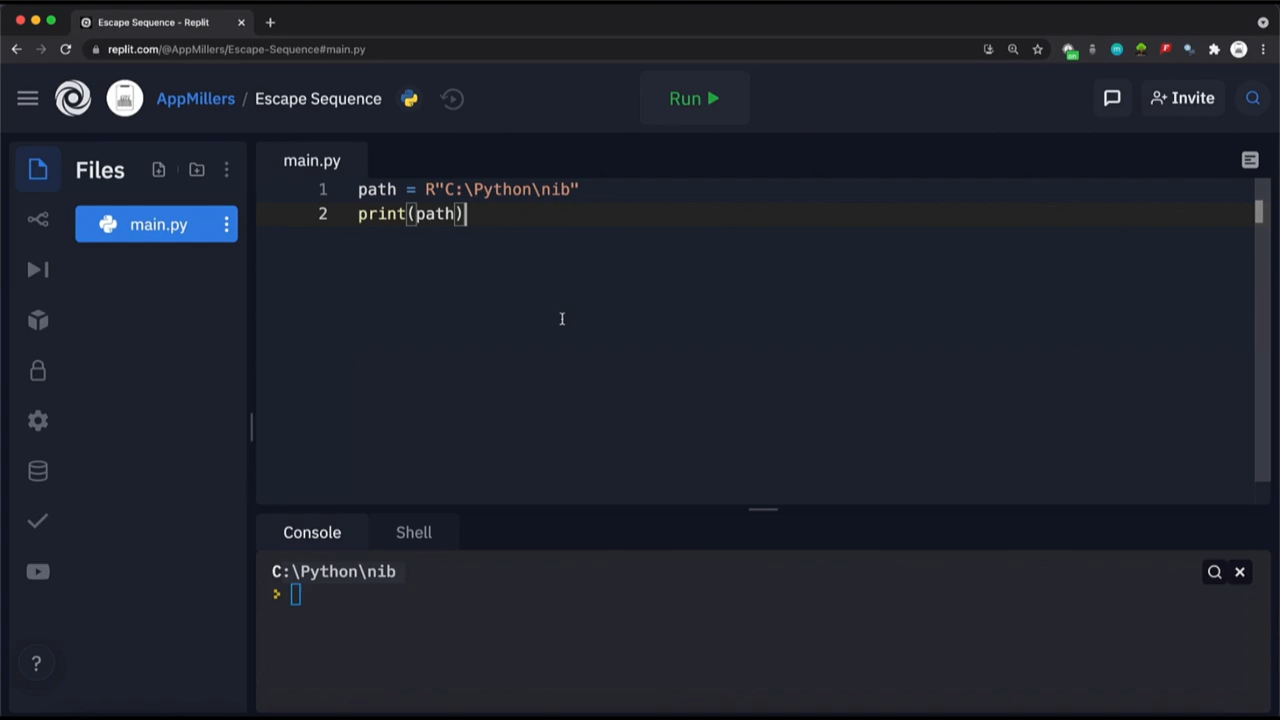 Escape Sequence - Replit
replit.com/@AppMillers/Escape-Sequence#main.py
on
AppMillers / Escape Sequence
Run
Invite
Files
main.py
main.py
1 path = R"C:\Python\nib"
2 print(path)
Console
Shell
C:\Python\nib
?